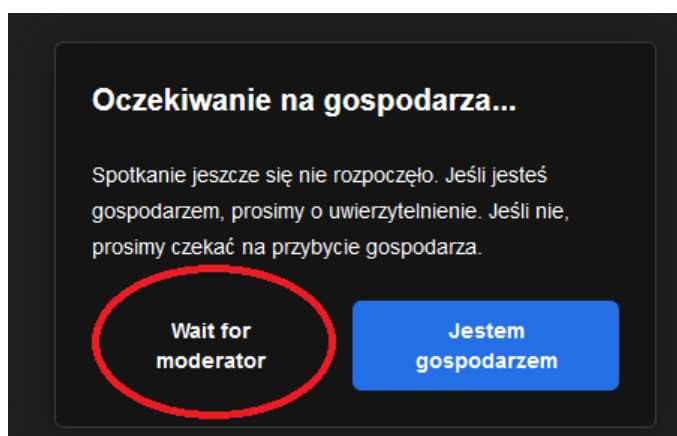 Oczekiwanie na gospodarza...
Spotkanie jeszcze się nie rozpoczęło. Jeśli jesteś
gospodarzem, prosimy o uwierzytelnienie. Jeśli nie,
prosimy czekać na przybycie gospodarza.
Wait for
moderator
Jestem
gospodarzem